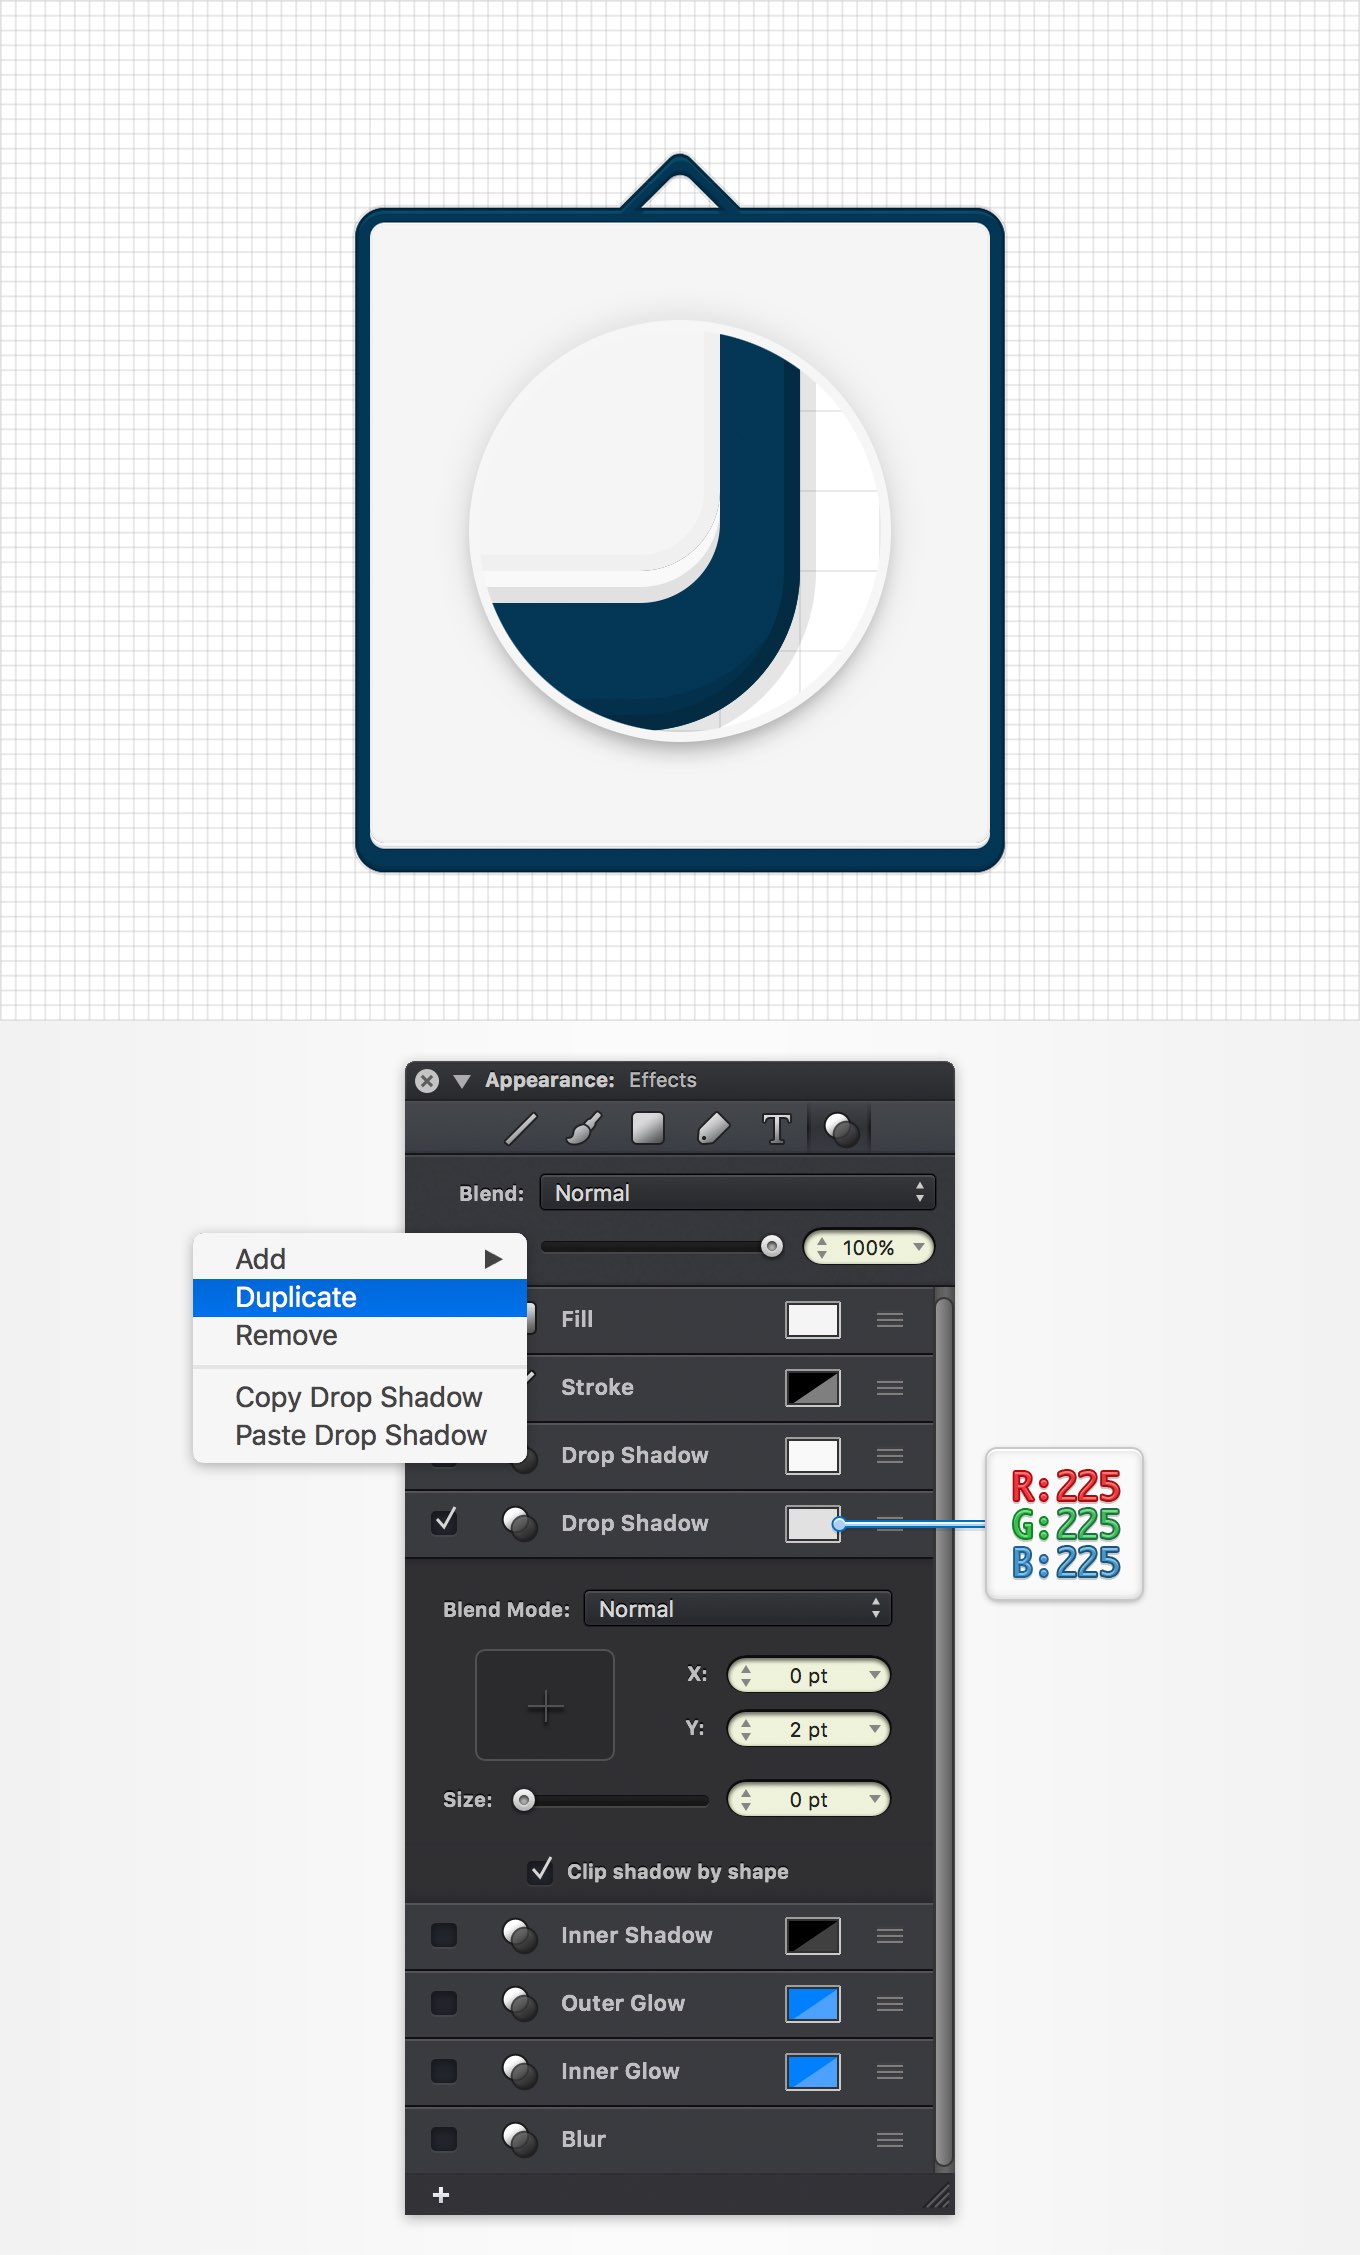 Appearance: Effects
Blend: Normal
100%
Add
Duplicate
Remove
Copy Drop Shadow
Paste Drop Shadow
Fill
Stroke
Drop Shadow
Drop Shadow
R:225
G:225
B:225
Blend Mode: Normal
X: 0 pt
Y: 2 pt
Size: 0 pt
Clip shadow by shape
Inner Shadow
Outer Glow
Inner Glow
Blur